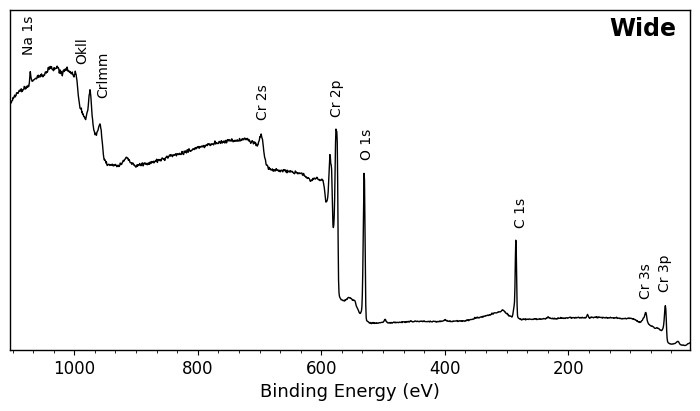 Wide
Na 1s
Okll
Crlmm
Cr 2s
Cr 2p
O 1s
C 1s
Cr 3s
Cr 3p
1000 800 600 400 200
Binding Energy (eV)